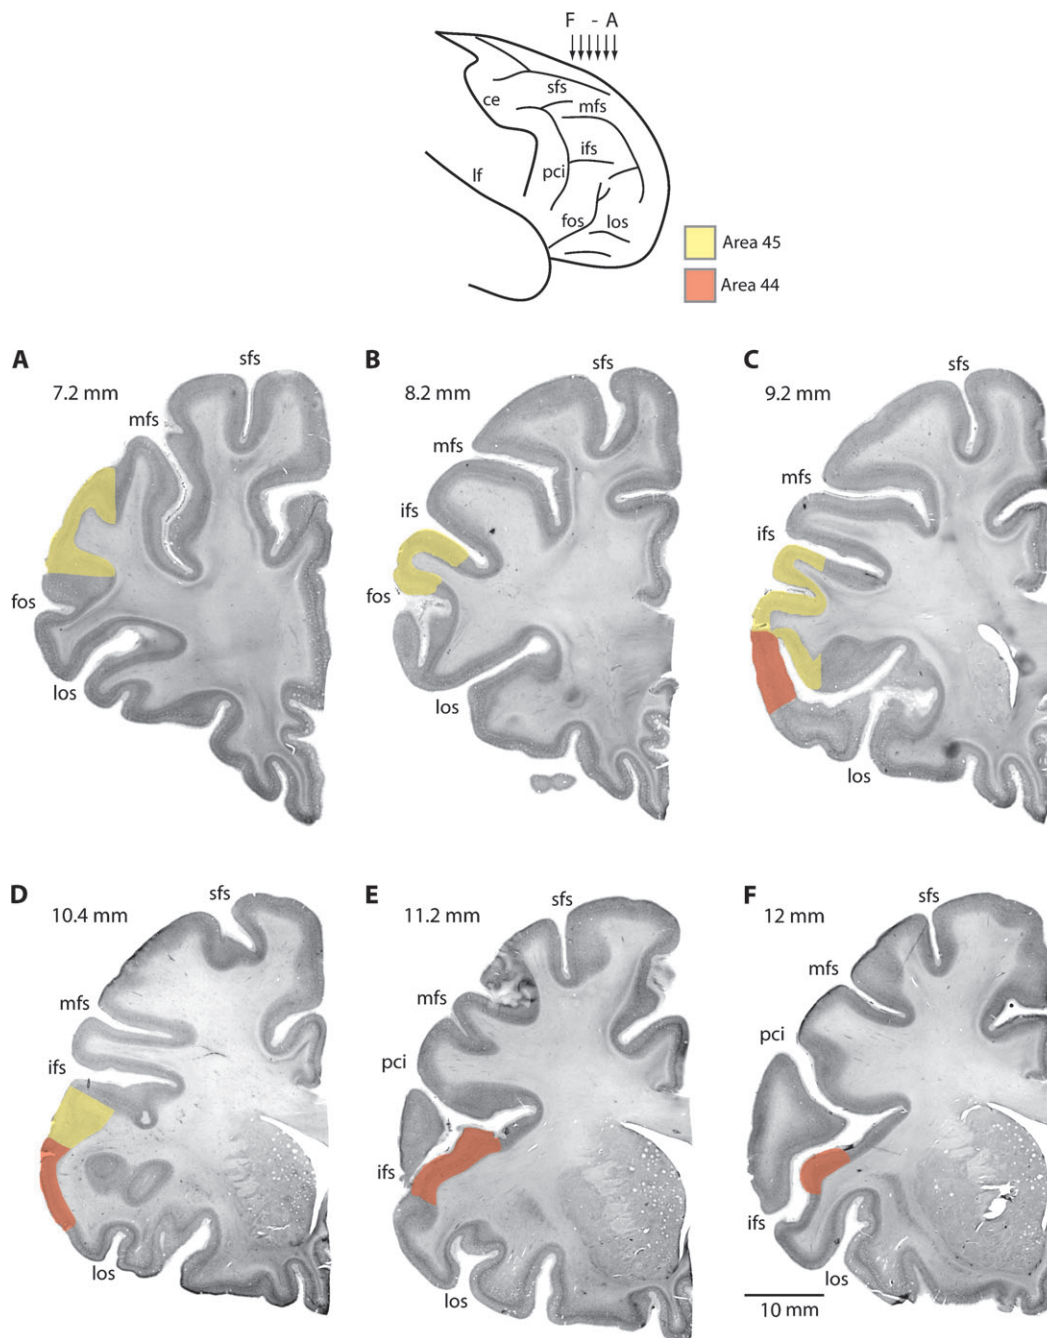 F - A
sfs
ce
mfs
ifs
pci
lf
fos
los
Area 45
Area 44
A
7.2 mm
sfs
mfs
fos
los
B
8.2 mm
sfs
mfs
ifs
fos
los
C
9.2 mm
sfs
mfs
ifs
los
D
10.4 mm
sfs
mfs
ifs
los
E
11.2 mm
sfs
mfs
pci
ifs
los
F
12 mm
sfs
mfs
pci
ifs
los
10 mm